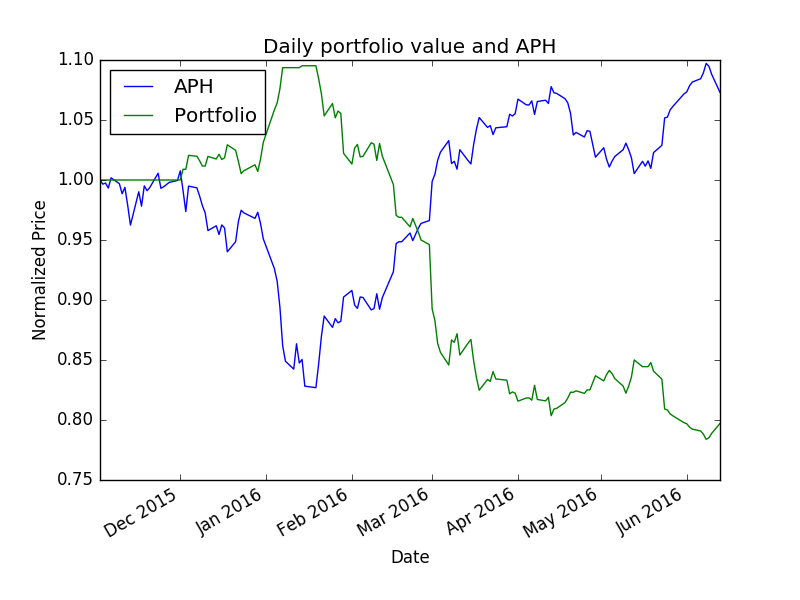 Daily portfolio value and APH
1.10
1.05
1.00
0.95
0.90
0.85
0.80
0.75
Normalized Price
APH
Portfolio
Dec 2015
Jan 2016
Feb 2016
Mar 2016
Apr 2016
May 2016
Jun 2016
Date